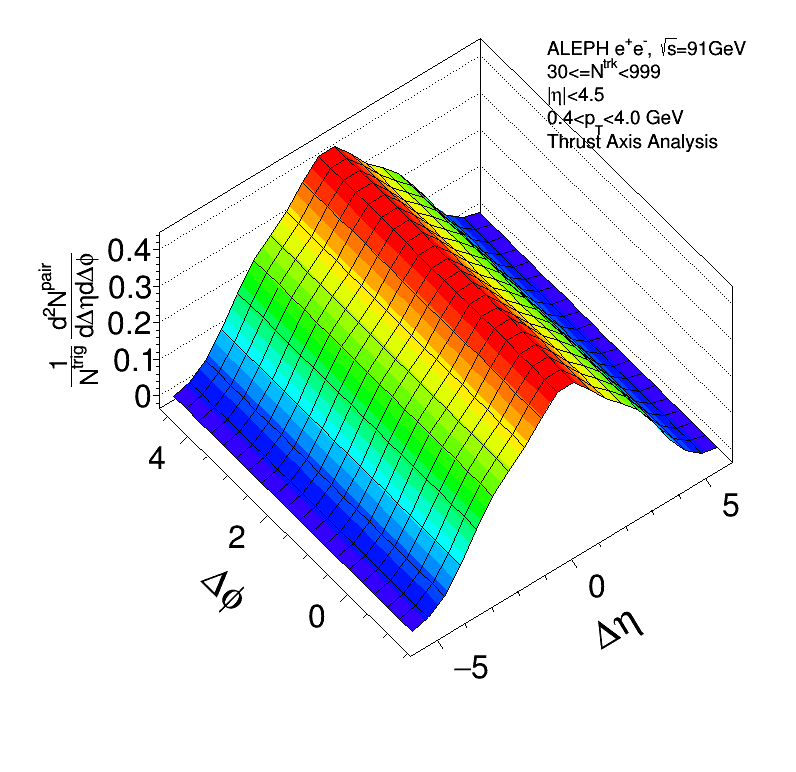 ALEPH e⁺e⁻, √s=91GeV
30<=Nᵗʳᵏ<999
|η|<4.5
0.4<p_T<4.0 GeV
Thrust Axis Analysis
1/N^trig d²N^pair/dΔηdΔϕ
0.4
0.3
0.2
0.1
0
4
2
0
Δϕ
−5
0
5
Δη